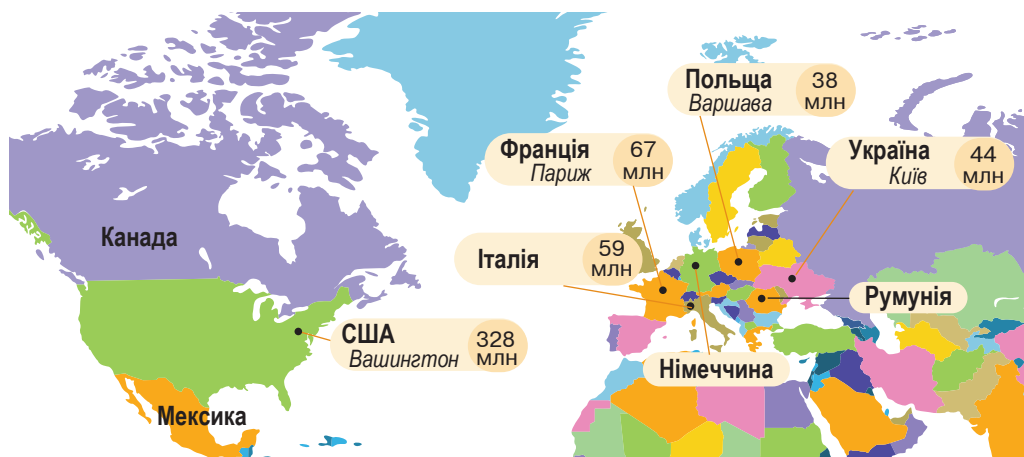 Польща
Варшава
38
млн
Франція
Париж
67
млн
Україна
Київ
44
млн
Канада
Італія
59
млн
Румунія
США
Вашингтон
328
млн
Німеччина
Мексика